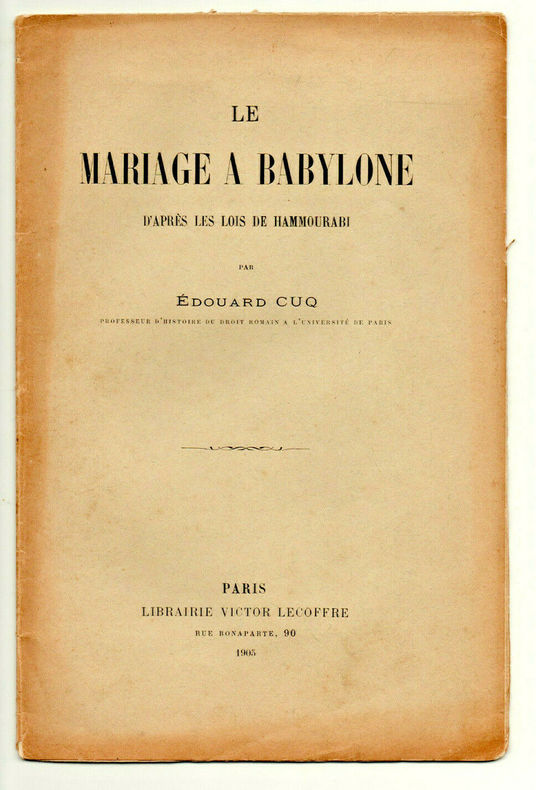 LE
MARIAGE A BABYLONE
D'APRÈS LES LOIS DE HAMMOURABI
PAR
ÉDOUARD CUQ
PROFESSEUR D'HISTOIRE DU DROIT ROMAIN A L'UNIVERSITÉ DE PARIS
PARIS
LIBRAIRIE VICTOR LECOFFRE
RUE BONAPARTE, 90
1905